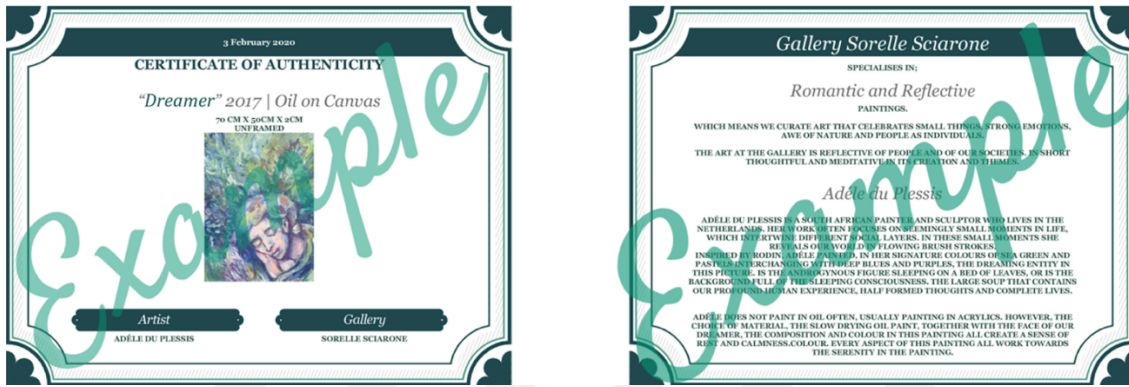 3 February 2020
CERTIFICATE OF AUTHENTICITY
"Dreamer" 2017 | Oil on Canvas
70 CM X 50CM X 2CM
UNFRAMED
Example
Artist
Gallery
ADÉLE DU PLESSIS
SORELLE SCIARONE
Gallery Sorelle Sciarone
SPECIALISES IN;
Romantic and Reflective
PAINTINGS.
WHICH MEANS WE CURATE ART THAT CELEBRATES SMALL THINGS, STRONG EMOTIONS,
AWE OF NATURE AND PEOPLE AS INDIVIDUALS.
THE ART AT THE GALLERY IS REFLECTIVE OF PEOPLE AND OF OUR SOCIETIES. IN SHORT
THOUGHTFUL AND MEDITATIVE IN ITS CREATION AND THEMES.
Adéle du Plessis
ADÉLE DU PLESSIS IS A SOUTH AFRICAN PAINTER AND SCULPTOR WHO LIVES IN THE
NETHERLANDS. HER WORK OFTEN FOCUSES ON SEEMINGLY SMALL MOMENTS IN LIFE,
WHICH INTERTWINE DIFFERENT SOCIAL LAYERS. IN THESE SMALL MOMENTS SHE
REVEALS OUR WORLD IN FLOWING BRUSH STROKES.
INSPIRED BY RODIN, ADÉLE PAINTED, IN HER SIGNATURE COLOURS OF SEA GREEN AND
PASTELS INTERCHANGING WITH DEEP BLUES AND PURPLES, THE DREAMING ENTITY IN
THIS PICTURE. IS THE ANDROGYNOUS FIGURE SLEEPING ON A BED OF LEAVES, OR IS THE
BACKGROUND FULL OF THE SLEEPING CONSCIOUSNESS. THE LARGE SOUP THAT CONTAINS
OUR PROFOUND HUMAN EXPERIENCE, HALF FORMED THOUGHTS AND COMPLETE LIVES.
ADÉLE DOES NOT PAINT IN OIL OFTEN, USUALLY PAINTING IN ACRYLICS. HOWEVER, THE
CHOICE OF MATERIAL, THE SLOW DRYING OIL PAINT, TOGETHER WITH THE FACE OF OUR
DREAMER, THE COMPOSITION AND COLOUR IN THIS PAINTING ALL CREATE A SENSE OF
REST AND CALMNESS.COLOUR. EVERY ASPECT OF THIS PAINTING ALL WORK TOWARDS
THE SERENITY IN THE PAINTING.
Example